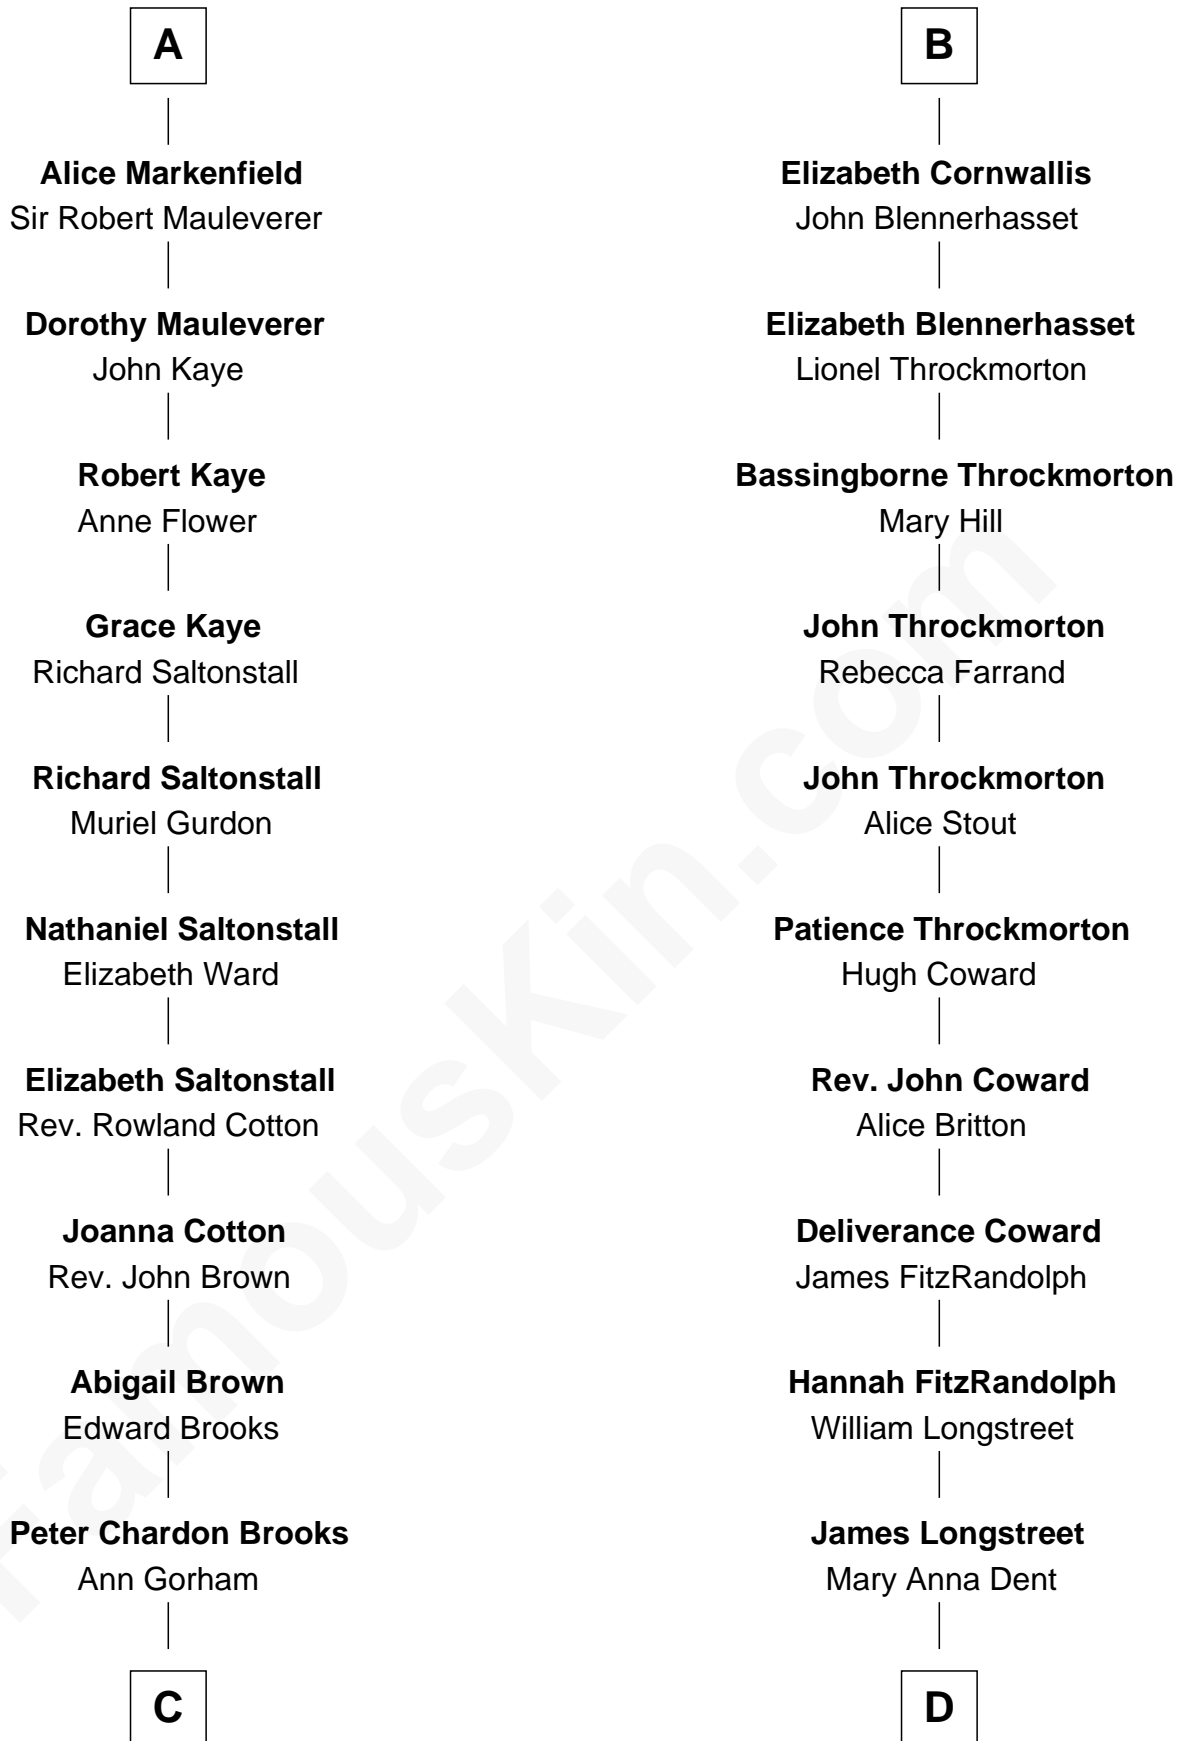 A
Alice Markenfield
Sir Robert Mauleverer
Dorothy Mauleverer
John Kaye
Robert Kaye
Anne Flower
Grace Kaye
Richard Saltonstall
Richard Saltonstall
Muriel Gurdon
Nathaniel Saltonstall
Elizabeth Ward
Elizabeth Saltonstall
Rev. Rowland Cotton
Joanna Cotton
Rev. John Brown
Abigail Brown
Edward Brooks
Peter Chardon Brooks
Ann Gorham
C
B
Elizabeth Cornwallis
John Blennerhasset
Elizabeth Blennerhasset
Lionel Throckmorton
Bassingborne Throckmorton
Mary Hill
John Throckmorton
Rebecca Farrand
John Throckmorton
Alice Stout
Patience Throckmorton
Hugh Coward
Rev. John Coward
Alice Britton
Deliverance Coward
James FitzRandolph
Hannah FitzRandolph
William Longstreet
James Longstreet
Mary Anna Dent
D
FamousKin.com